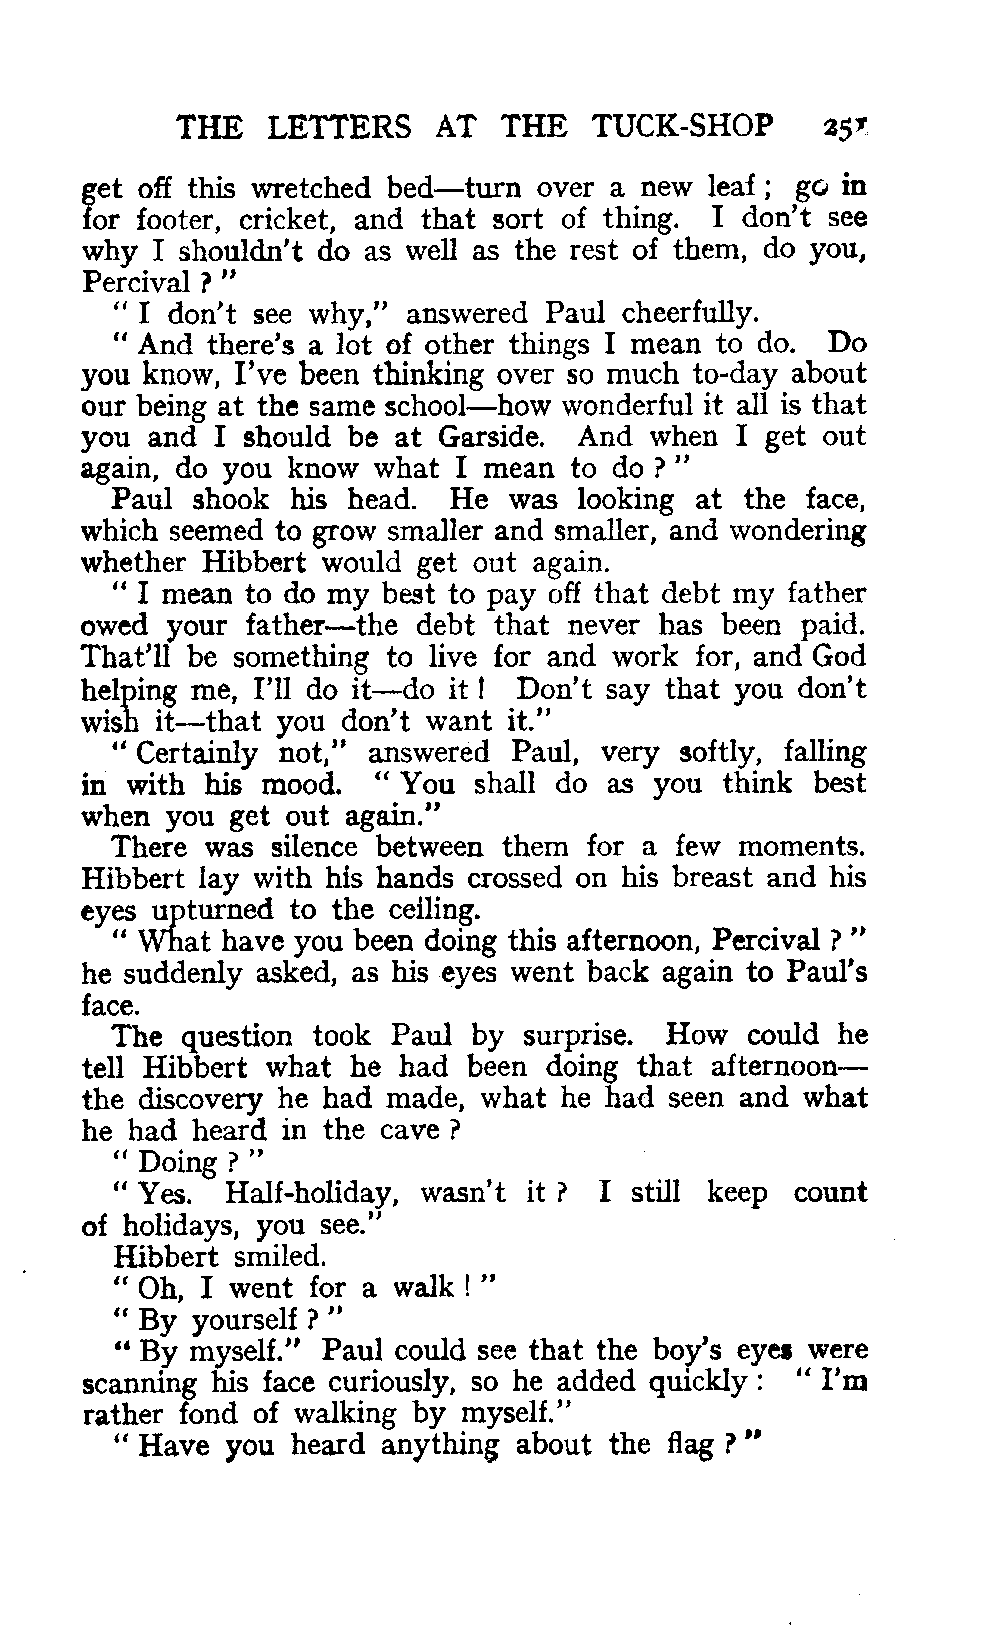 THE LETTERS AT THE TUCK-SHOP 251
get off this wretched bed—turn over a new leaf; go in
for footer, cricket, and that sort of thing. I don't see
why I shouldn't do as well as the rest of them, do you,
Percival ? "
" I don't see why," answered Paul cheerfully.
" And there's a lot of other things I mean to do. Do
you know, I've been thinking over so much to-day about
our being at the same school—how wonderful it all is that
you and I should be at Garside. And when I get out
again, do you know what I mean to do ? "
Paul shook his head. He was looking at the face,
which seemed to grow smaller and smaller, and wondering
whether Hibbert would get out again.
" I mean to do my best to pay off that debt my father
owed your father—the debt that never has been paid.
That'll be something to live for and work for, and God
helping me, I'll do it—do it ! Don't say that you don't
wish it—that you don't want it."
" Certainly not," answered Paul, very softly, falling
in with his mood. " You shall do as you think best
when you get out again."
There was silence between them for a few moments.
Hibbert lay with his hands crossed on his breast and his
eyes upturned to the ceiling.
" What have you been doing this afternoon, Percival ? "
he suddenly asked, as his eyes went back again to Paul's
face.
The question took Paul by surprise. How could he
tell Hibbert what he had been doing that afternoon—
the discovery he had made, what he had seen and what
he had heard in the cave ?
" Doing ? "
" Yes. Half-holiday, wasn't it ? I still keep count
of holidays, you see."
Hibbert smiled.
" Oh, I went for a walk ! "
" By yourself ? "
" By myself." Paul could see that the boy's eyes were
scanning his face curiously, so he added quickly : " I'm
rather fond of walking by myself."
" Have you heard anything about the flag ? "